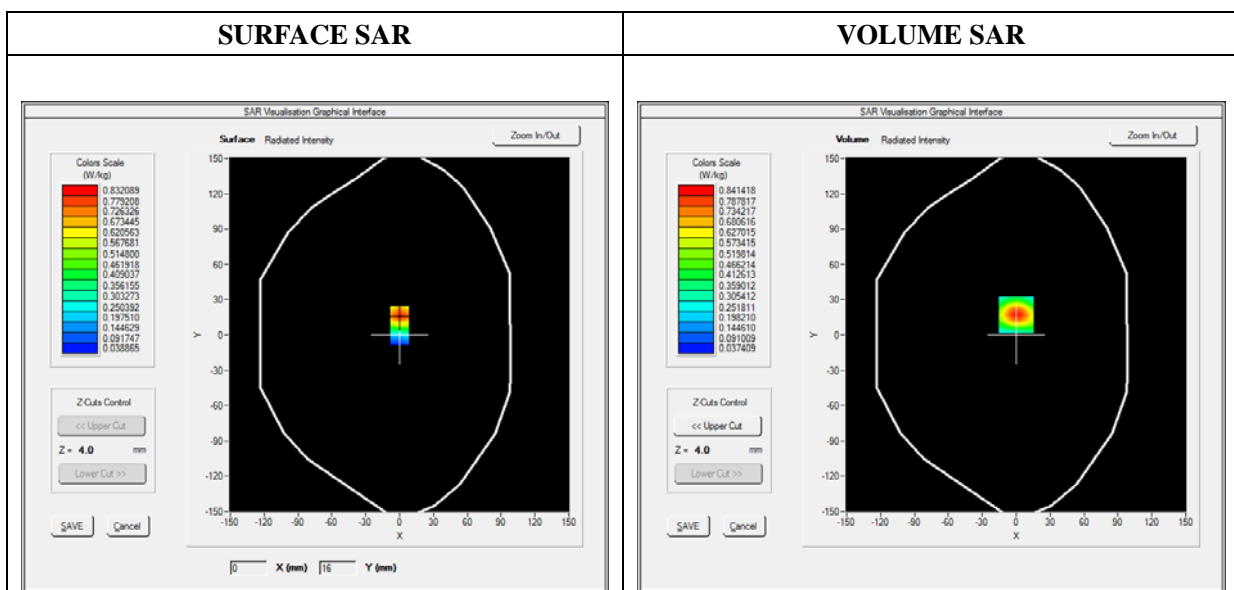 SURFACE SAR
SAR Visualisation Graphical Interface
Surface Radiated Intensity
Zoom In/Out
Colors Scale
(W/kg)
0.832089
0.779208
0.726326
0.673445
0.620563
0.567681
0.514800
0.461918
0.409037
0.356155
0.303273
0.250392
0.197510
0.144629
0.091747
0.038865
Z-Cuts Control
<< Upper Cut
Z = 4.0 mm
Lower Cut >>
SAVE Cancel
150
120
90
60
30
0
-30
-60
-90
-120
-150
Y
-150 -120 -90 -60 -30 0 30 60 90 120 150
X
0 X (mm) 16 Y (mm)
VOLUME SAR
SAR Visualisation Graphical Interface
Volume Radiated Intensity
Zoom In/Out
Colors Scale
(W/kg)
0.841418
0.787817
0.734217
0.680616
0.627015
0.573415
0.519814
0.466214
0.412613
0.359012
0.305412
0.251811
0.198210
0.144610
0.091009
0.037409
Z-Cuts Control
<< Upper Cut
Z = 4.0 mm
Lower Cut >>
SAVE Cancel
150
120
90
60
30
0
-30
-60
-90
-120
-150
Y
-150 -120 -90 -60 -30 0 30 60 90 120 150
X